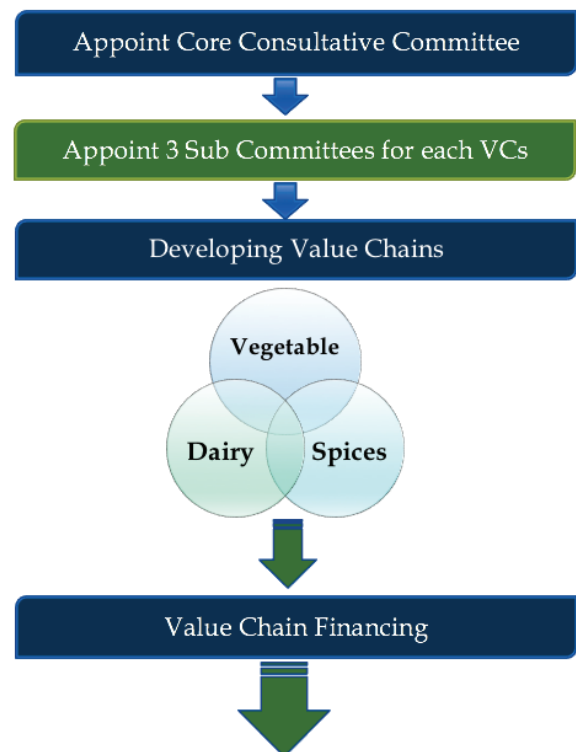 Appoint Core Consultative Committee
Appoint 3 Sub Committees for each VCs
Developing Value Chains
Vegetable
Dairy
Spices
Value Chain Financing